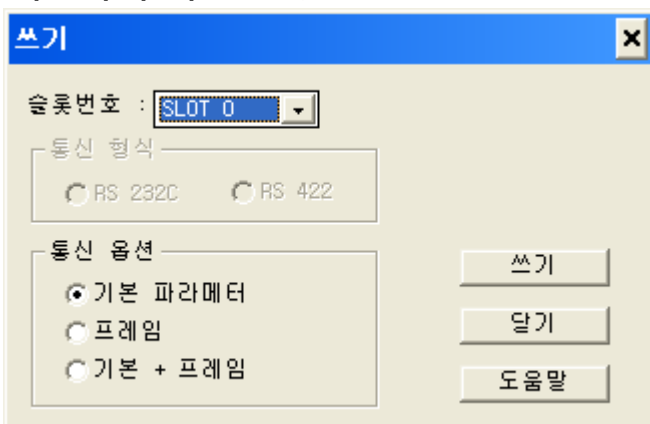 쓰기
슬롯번호 : SLOT 0
통신 형식
RS 232C RS 422
통신 옵션
기본 파라메터
프레임
기본 + 프레임
쓰기
닫기
도움말